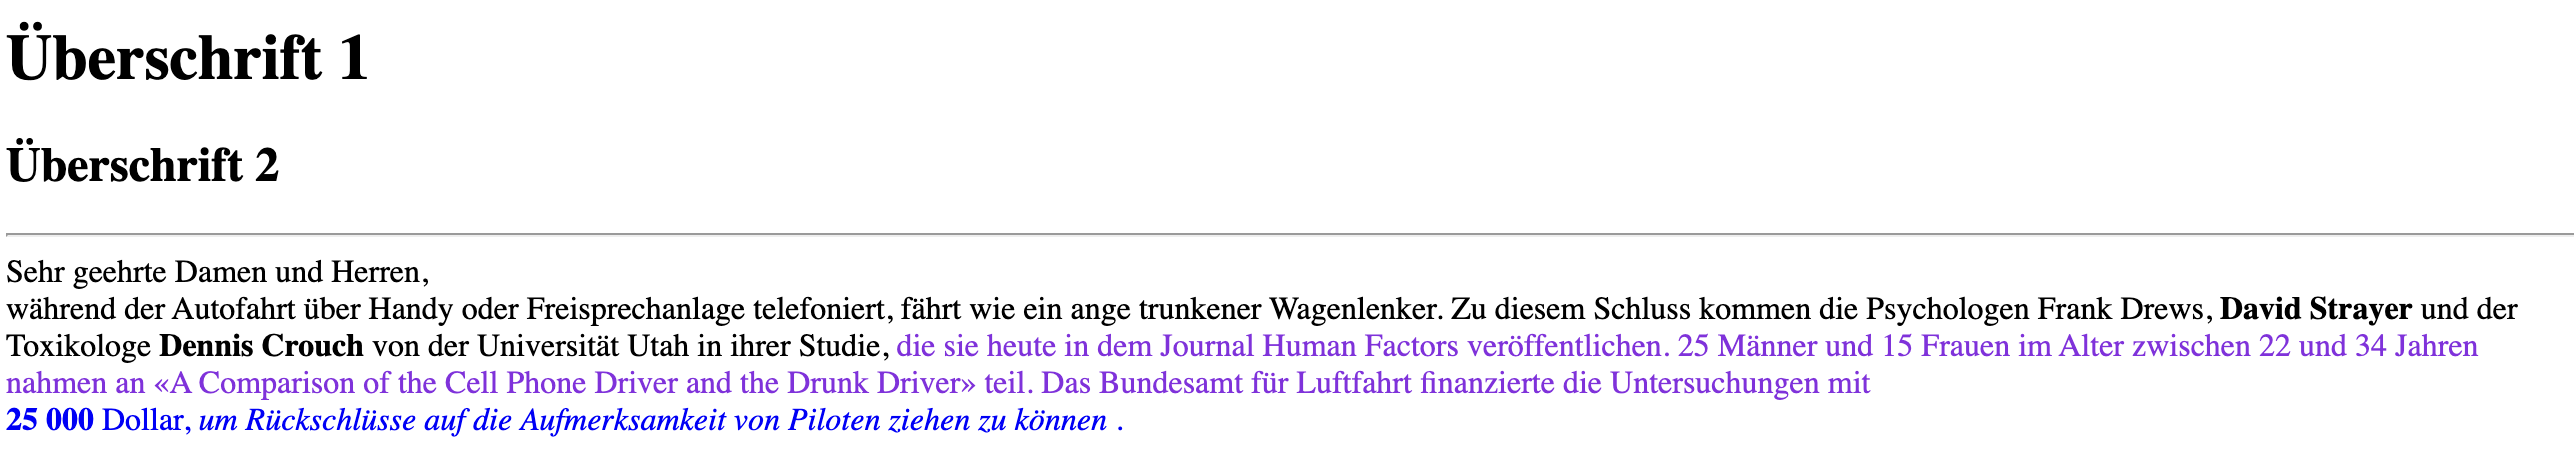 Überschrift 1
Überschrift 2
Sehr geehrte Damen und Herren,
während der Autofahrt über Handy oder Freisprechanlage telefoniert, fährt wie ein ange trunkener Wagenlenker. Zu diesem Schluss kommen die Psychologen Frank Drews, David Strayer und der
Toxikologe Dennis Crouch von der Universität Utah in ihrer Studie, die sie heute in dem Journal Human Factors veröffentlichen. 25 Männer und 15 Frauen im Alter zwischen 22 und 34 Jahren
nahmen an «A Comparison of the Cell Phone Driver and the Drunk Driver» teil. Das Bundesamt für Luftfahrt finanzierte die Untersuchungen mit
25 000 Dollar, um Rückschlüsse auf die Aufmerksamkeit von Piloten ziehen zu können .